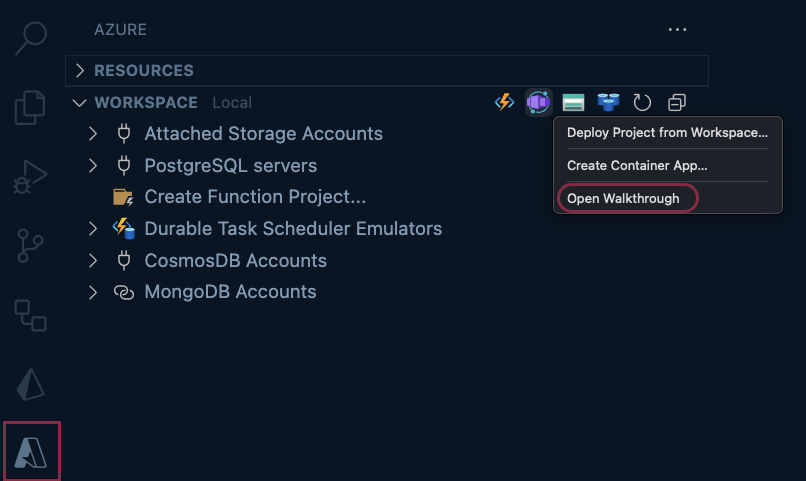 AZURE
RESOURCES
WORKSPACE Local
Deploy Project from Workspace...
Create Container App...
Open Walkthrough
Attached Storage Accounts
PostgreSQL servers
Create Function Project...
Durable Task Scheduler Emulators
CosmosDB Accounts
MongoDB Accounts